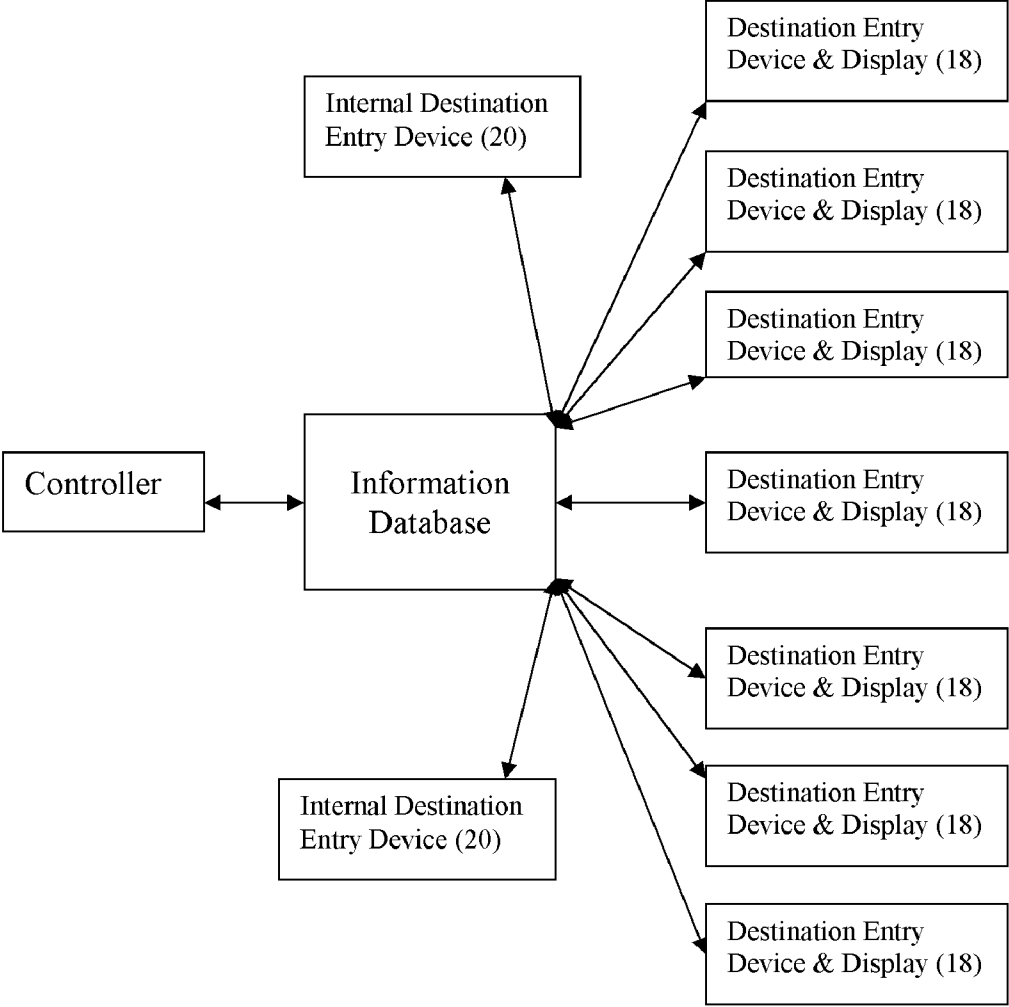 Destination Entry
Device & Display (18)
Internal Destination
Entry Device (20)
Destination Entry
Device & Display (18)
Destination Entry
Device & Display (18)
Controller
Information
Database
Destination Entry
Device & Display (18)
Destination Entry
Device & Display (18)
Internal Destination
Entry Device (20)
Destination Entry
Device & Display (18)
Destination Entry
Device & Display (18)